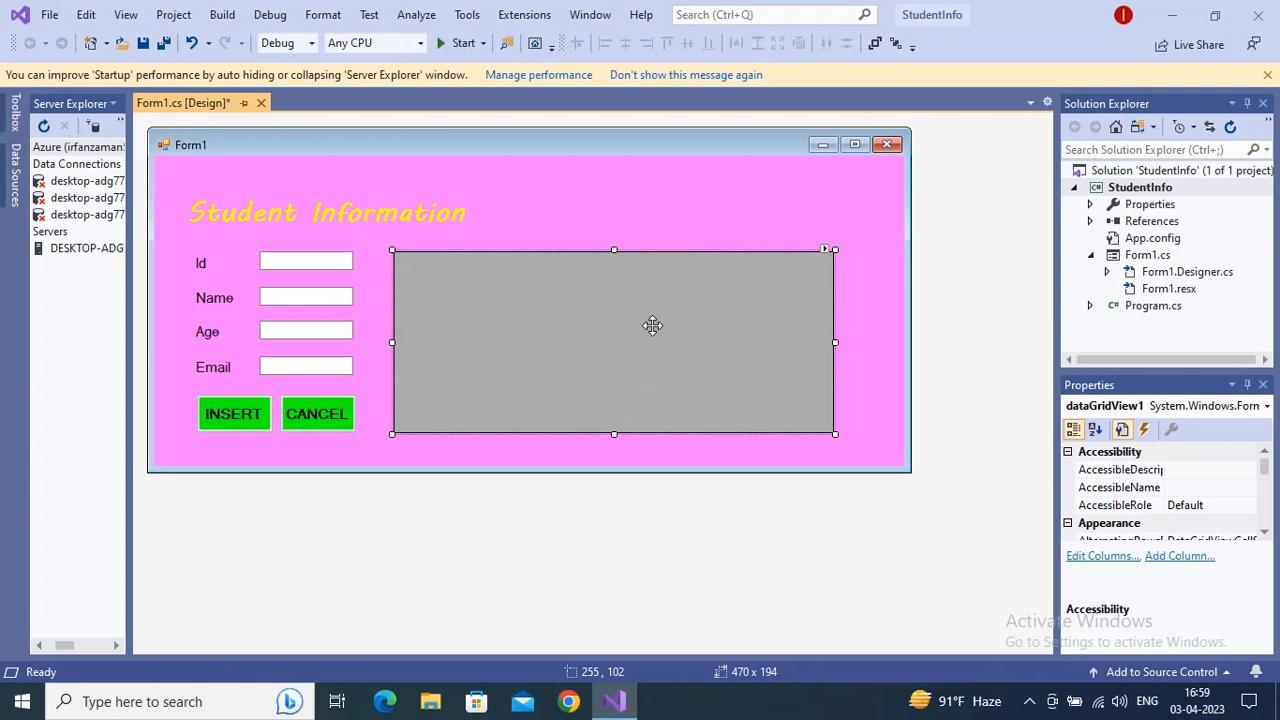 File Edit View Project Build Debug Format Test Analyze Tools Extensions Window Help Search (Ctrl+Q) StudentInfo I
Debug Any CPU Start Live Share
You can improve 'Startup' performance by auto hiding or collapsing 'Server Explorer' window. Manage performance Don't show this message again
Toolbox
Data Sources
Server Explorer
Azure (irfanzaman
Data Connections
desktop-adg77
desktop-adg77
desktop-adg77
Servers
DESKTOP-ADG
Form1.cs [Design]*
Form1
Student Information
Id
Name
Age
Email
INSERT CANCEL
Solution Explorer
Search Solution Explorer (Ctrl+;)
Solution 'StudentInfo' (1 of 1 project)
StudentInfo
Properties
References
App.config
Form1.cs
Form1.Designer.cs
Form1.resx
Program.cs
Properties
dataGridView1 System.Windows.Form
Accessibility
AccessibleDescrip
AccessibleName
AccessibleRole Default
Appearance
Edit Columns..., Add Column...
Accessibility
Activate Windows
Go to Settings to activate Windows.
Ready 255 , 102 470 x 194 Add to Source Control
Type here to search 91°F Haze ENG 16:59
03-04-2023